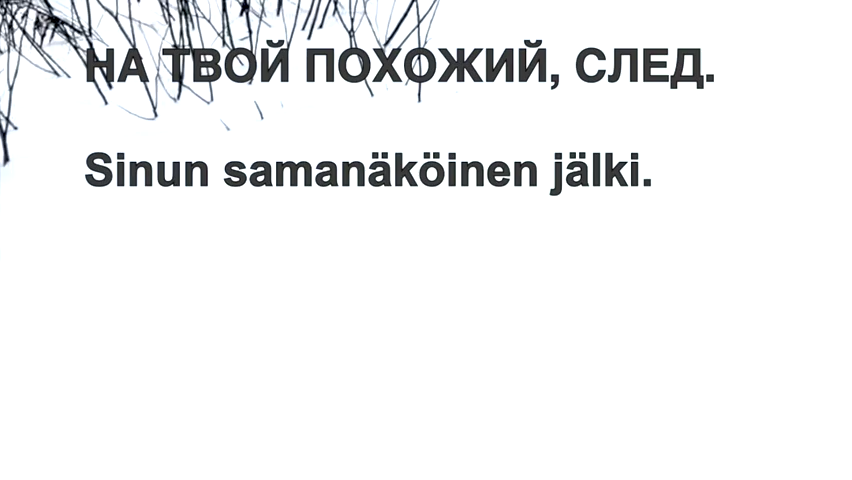 НА ТВОЙ ПОХОЖИЙ, СЛЕД.
Sinun samanäköinen jälki.